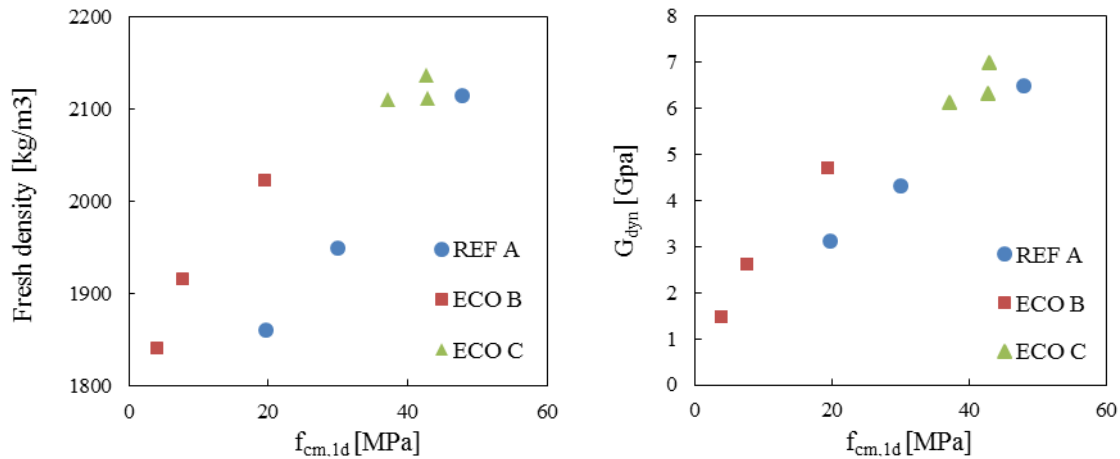 Fresh density [kg/m3]
2200
2100
2000
1900
1800
0 20 40 60
f_cm,1d [MPa]
REF A
ECO B
ECO C
G_dyn [Gpa]
8
7
6
5
4
3
2
1
0
0 20 40 60
f_cm,1d [MPa]
REF A
ECO B
ECO C